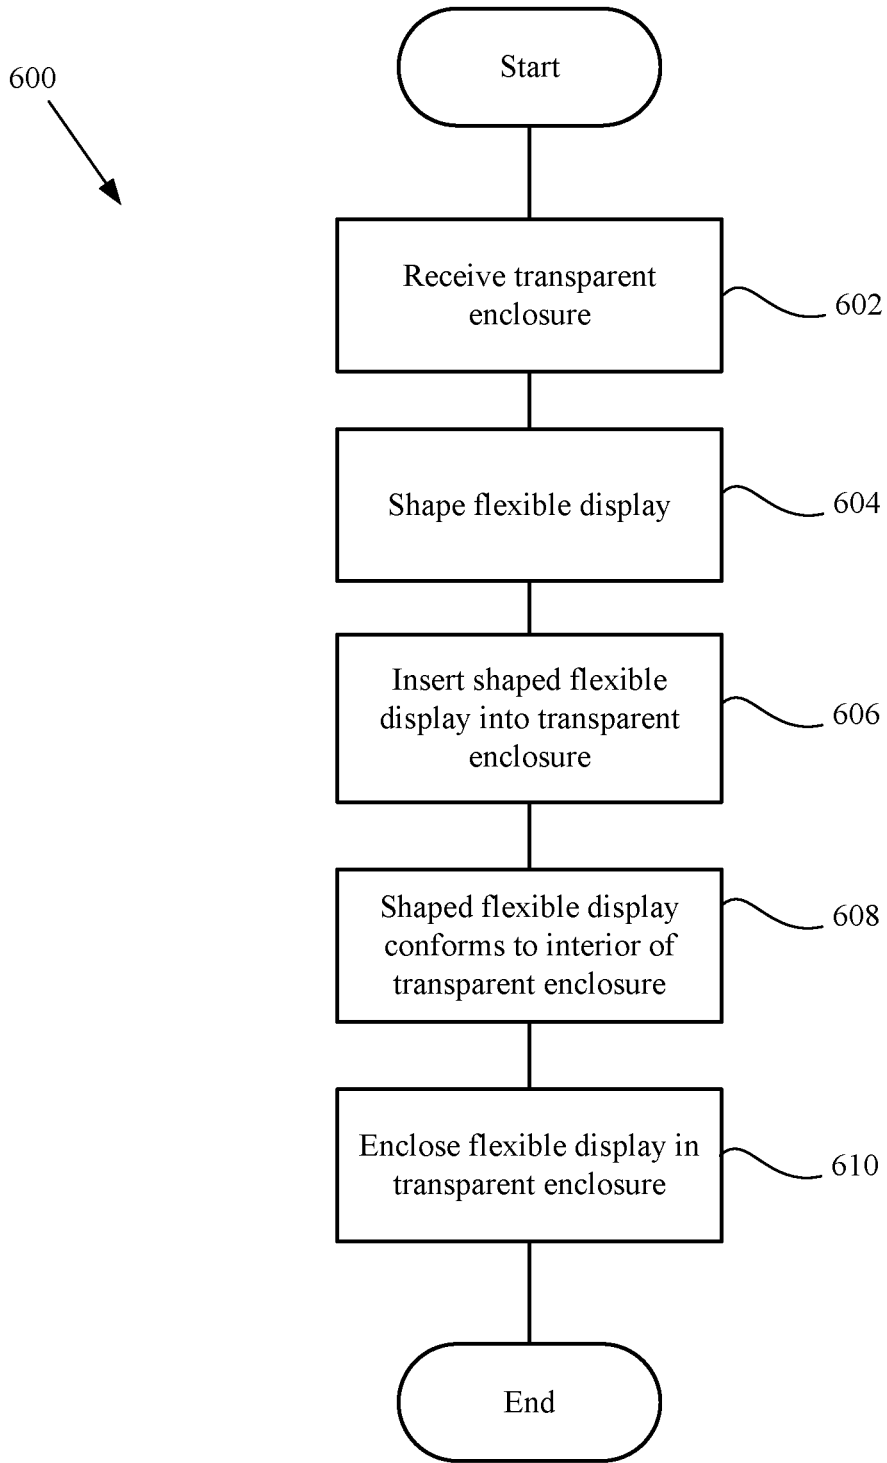 600
Start
Receive transparent
enclosure
602
Shape flexible display
604
Insert shaped flexible
display into transparent
enclosure
606
Shaped flexible display
conforms to interior of
transparent enclosure
608
Enclose flexible display in
transparent enclosure
610
End